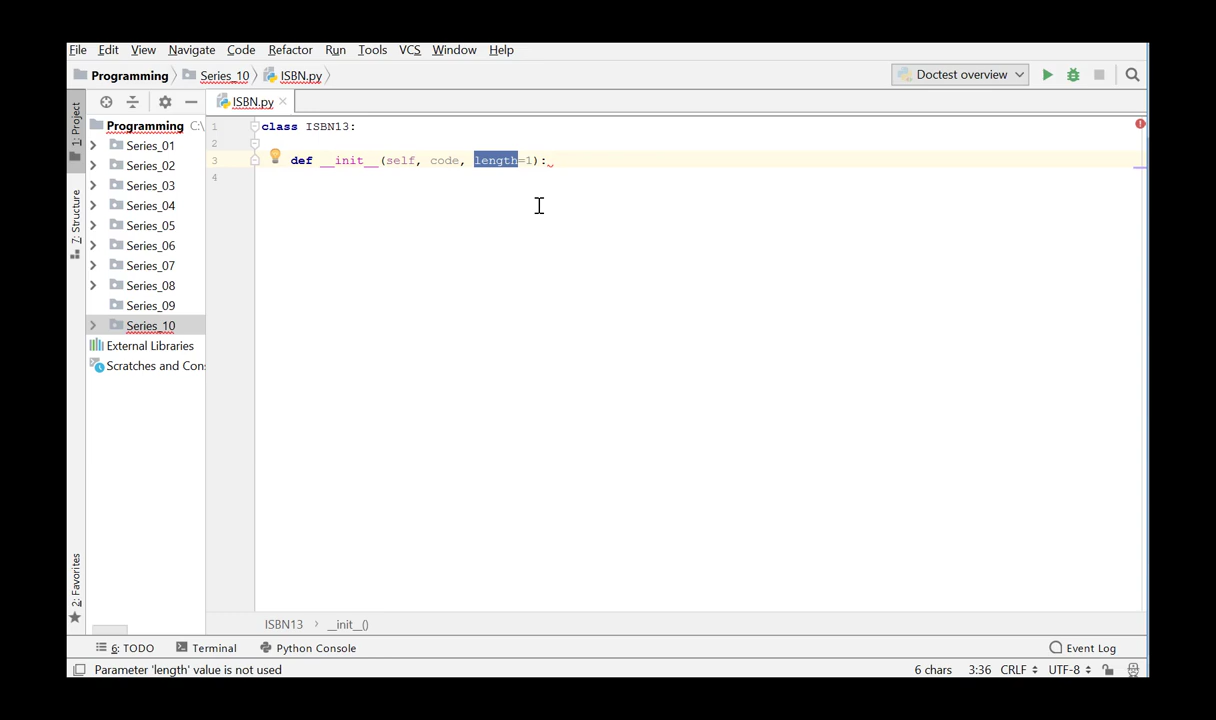 File Edit View Navigate Code Refactor Run Tools VCS Window Help
Programming Series_10 ISBN.py Doctest overview
1: Project
ISBN.py
Programming C:\
Series_01
Series_02
Series_03
Series_04
Series_05
Series_06
Series_07
Series_08
Series_09
Series_10
External Libraries
Scratches and Con
7: Structure
2: Favorites
1 class ISBN13:
2
3 def __init__(self, code, length=1):
4
ISBN13 › __init__()
6: TODO Terminal Python Console Event Log
Parameter 'length' value is not used 6 chars 3:36 CRLF UTF-8